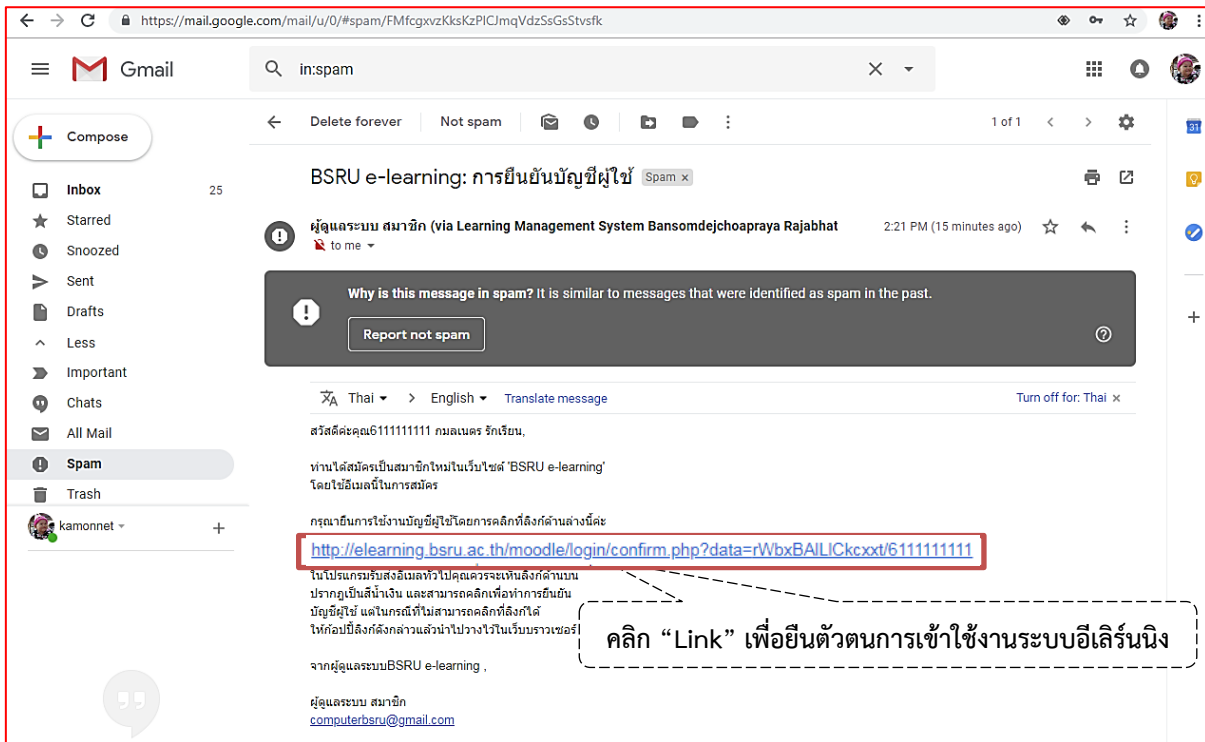 https://mail.google.com/mail/u/0/#spam/FMfcgxvzKksKzPlCJmqVdzSsGsStvsfk
Gmail
in:spam
Compose
Delete forever
Not spam
1 of 1
31
BSRU e-learning: การยืนยันบัญชีผู้ใช้ Spam x
Inbox 25
Starred
Snoozed
Sent
Drafts
Less
Important
Chats
All Mail
Spam
Trash
kamonnet
ผู้ดูแลระบบ สมาชิก (via Learning Management System Bansomdejchoapraya Rajabhat
2:21 PM (15 minutes ago)
to me
Why is this message in spam? It is similar to messages that were identified as spam in the past.
Report not spam
Thai > English Translate message
Turn off for: Thai x
สวัสดีค่ะคุณ6111111111 กมลเนตร รักเรียน,
ท่านได้สมัครเป็นสมาชิกใหม่ในเว็บไซต์ 'BSRU e-learning'
โดยใช้อีเมลนี้ในการสมัคร
กรุณายืนการใช้งานบัญชีผู้ใช้โดยการคลิกที่ลิงก์ด้านล่างนี้ค่ะ
http://elearning.bsru.ac.th/moodle/login/confirm.php?data=rWbxBAlLlCkcxxt/6111111111
ในโปรแกรมรับส่งอีเมลทั่วไปคุณควรจะเห็นลิงก์ด้านบน
ปรากฏเป็นสีน้ำเงิน และสามารถคลิกเพื่อทำการยืนยัน
บัญชีผู้ใช้ แต่ในกรณีที่ไม่สามารถคลิกที่ลิงก์ได้
ให้ก๊อปปี้ลิงก์ดังกล่าวแล้วนำไปวางไว้ในเว็บบราวเซอร์
คลิก “Link” เพื่อยืนตัวตนการเข้าใช้งานระบบอีเลิร์นนิง
จากผู้ดูแลระบบBSRU e-learning ,
ผู้ดูแลระบบ สมาชิก
computerbsru@gmail.com